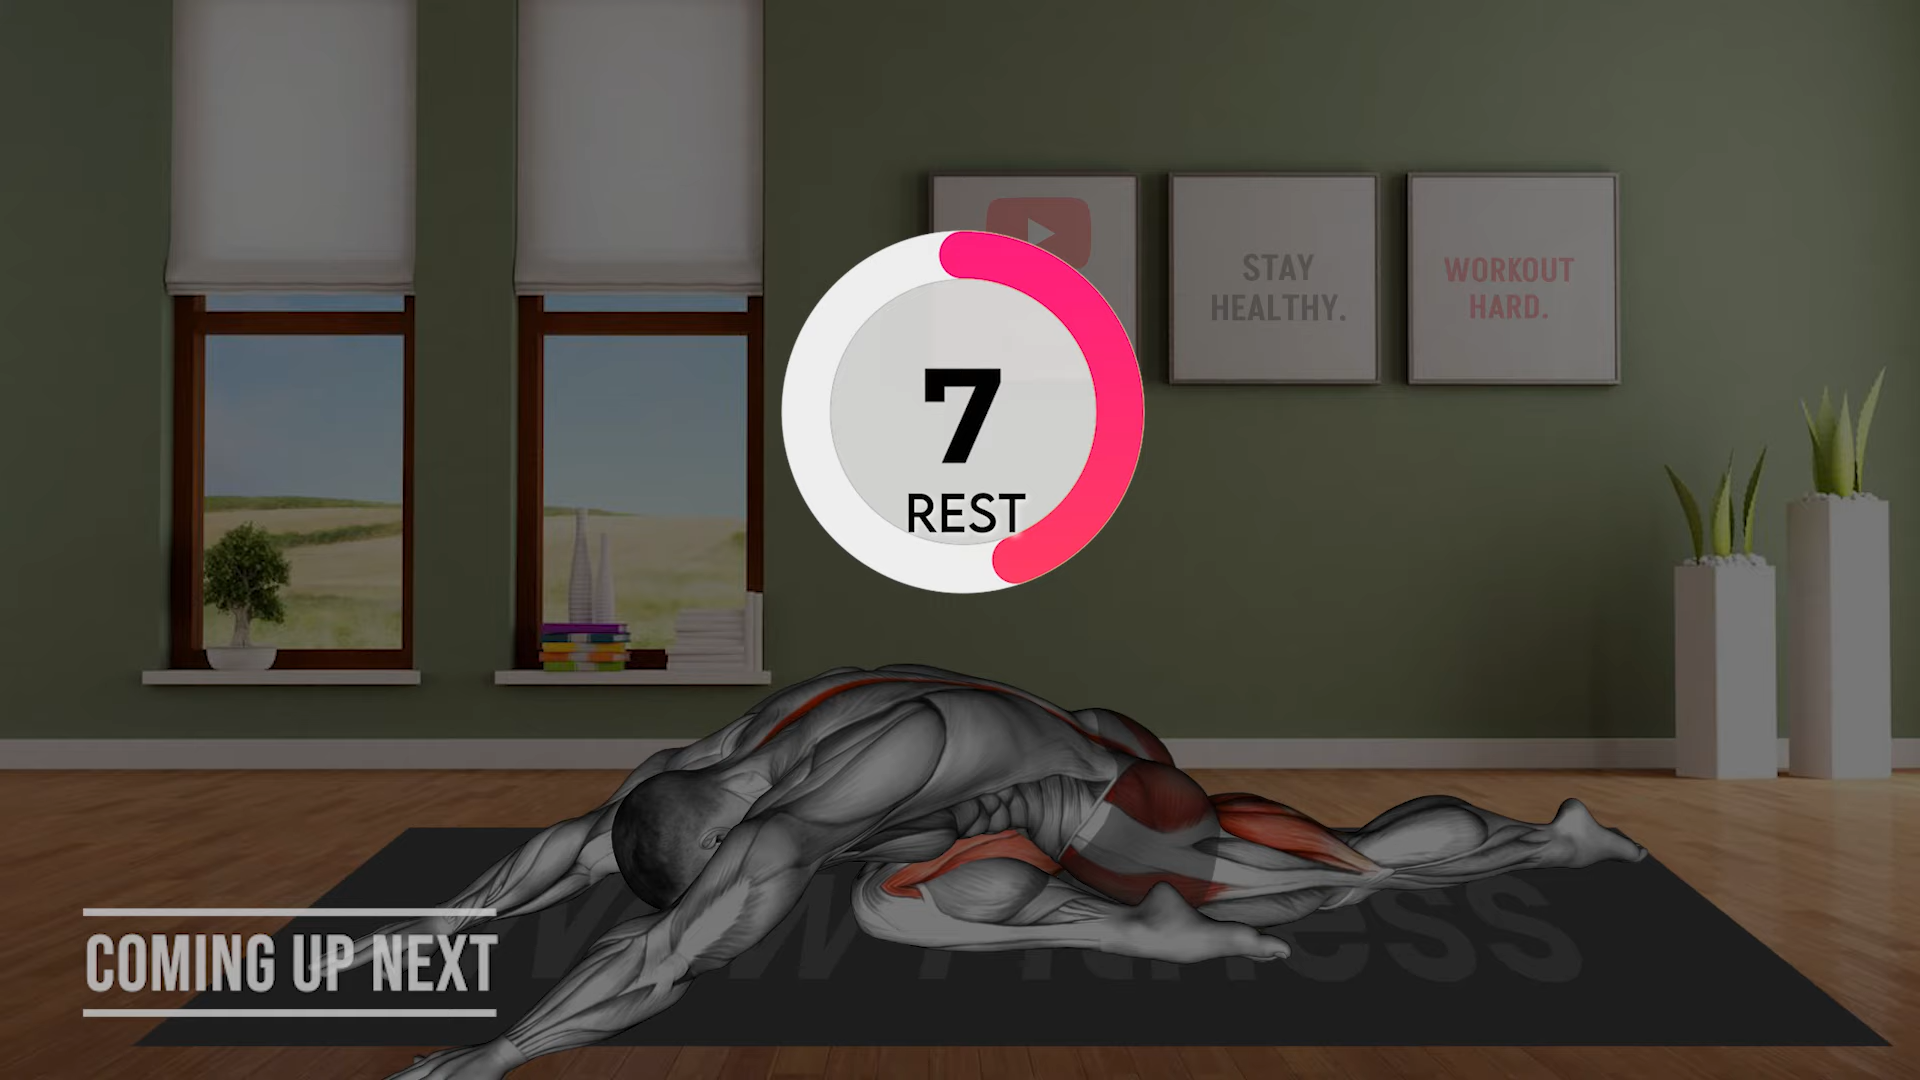 STAY
HEALTHY.
WORKOUT
HARD.
7
REST
COMING UP NEXT